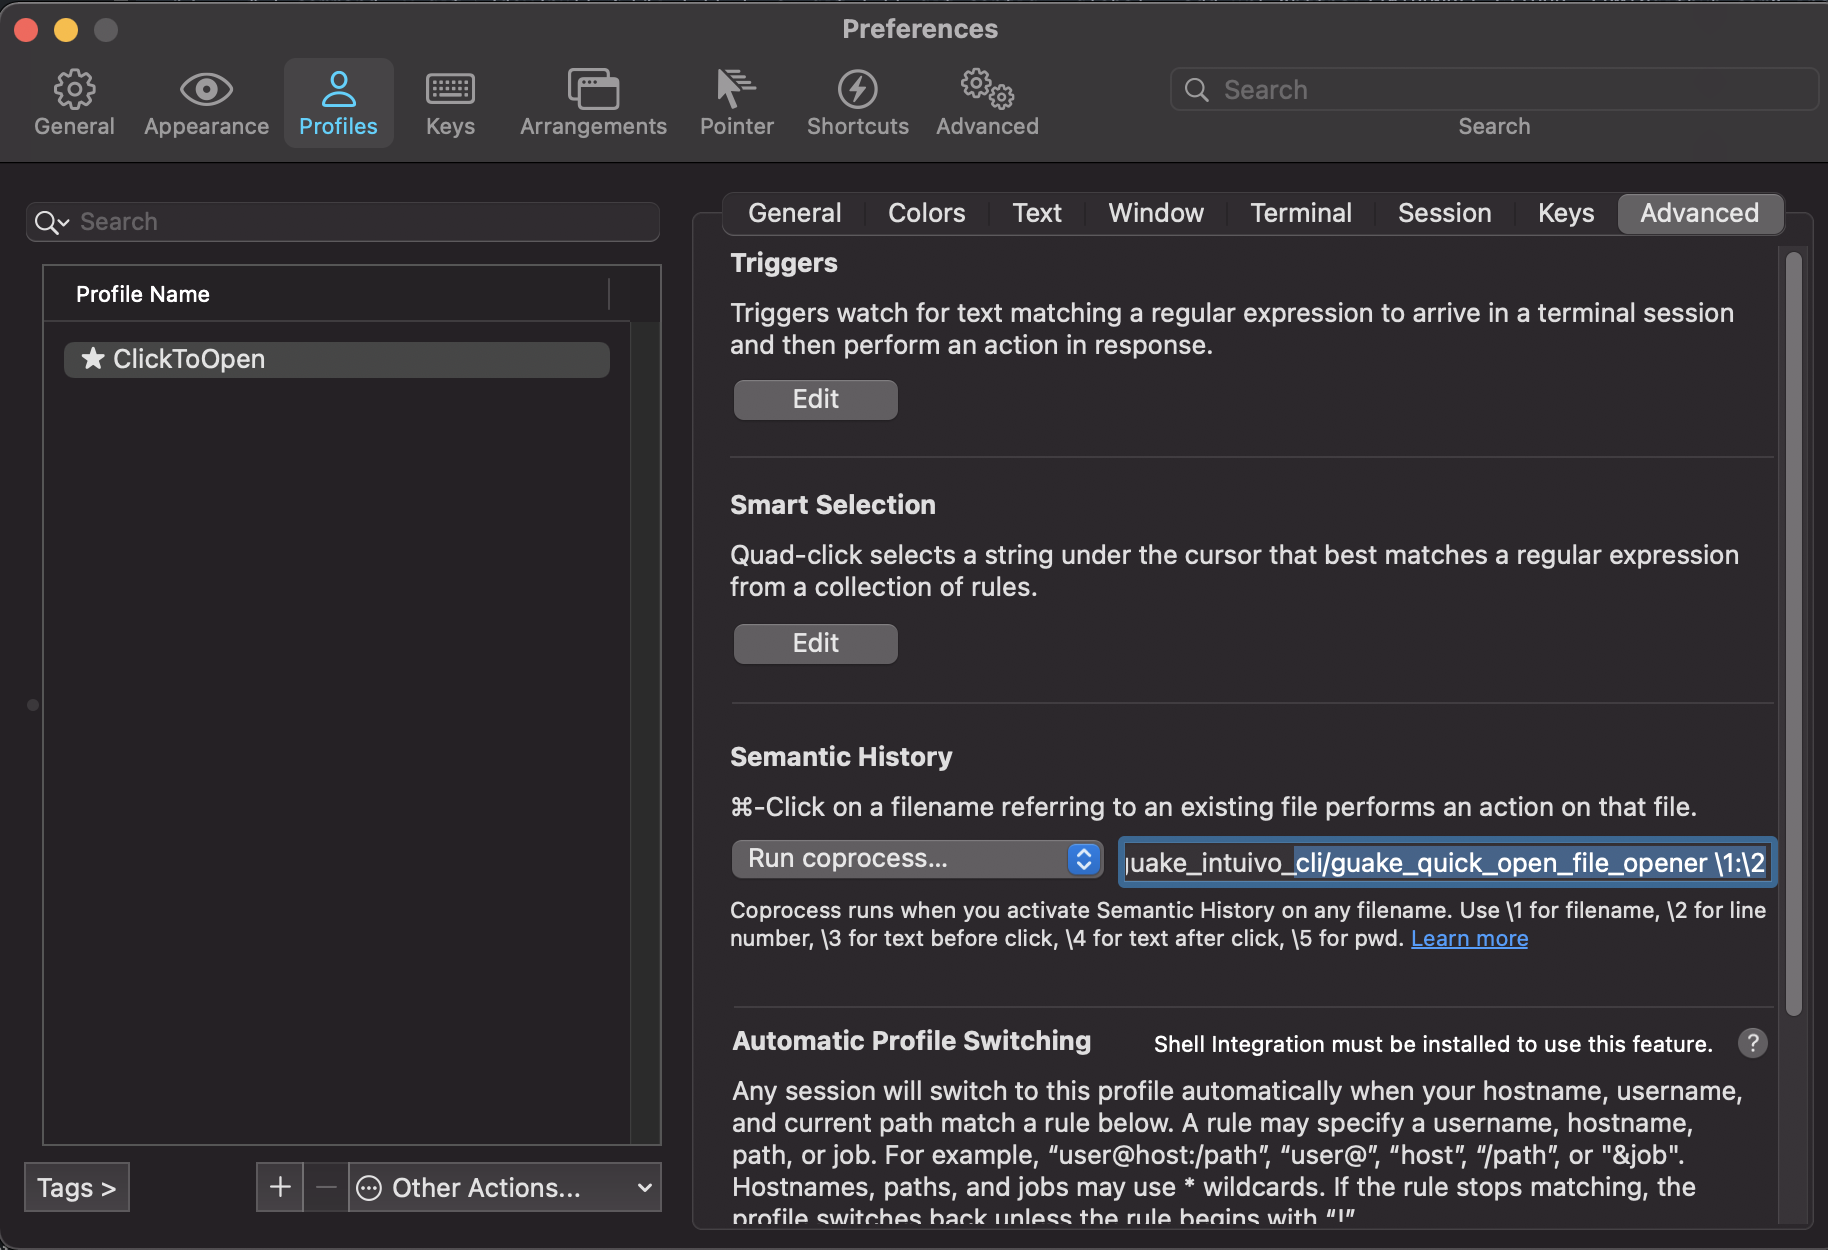 Preferences
General
Appearance
Profiles
Keys
Arrangements
Pointer
Shortcuts
Advanced
Search
Search
Search
Profile Name
★ ClickToOpen
Tags >
+
−
Other Actions...
General
Colors
Text
Window
Terminal
Session
Keys
Advanced
Triggers
Triggers watch for text matching a regular expression to arrive in a terminal session
and then perform an action in response.
Edit
Smart Selection
Quad-click selects a string under the cursor that best matches a regular expression
from a collection of rules.
Edit
Semantic History
⌘-Click on a filename referring to an existing file performs an action on that file.
Run coprocess...
uake_intuivo_cli/guake_quick_open_file_opener \1:\2
Coprocess runs when you activate Semantic History on any filename. Use \1 for filename, \2 for line
number, \3 for text before click, \4 for text after click, \5 for pwd. Learn more
Automatic Profile Switching
Shell Integration must be installed to use this feature.
?
Any session will switch to this profile automatically when your hostname, username,
and current path match a rule below. A rule may specify a username, hostname,
path, or job. For example, “user@host:/path”, “user@”, “host”, “/path”, or "&job".
Hostnames, paths, and jobs may use * wildcards. If the rule stops matching, the
profile switches back unless the rule begins with “!”